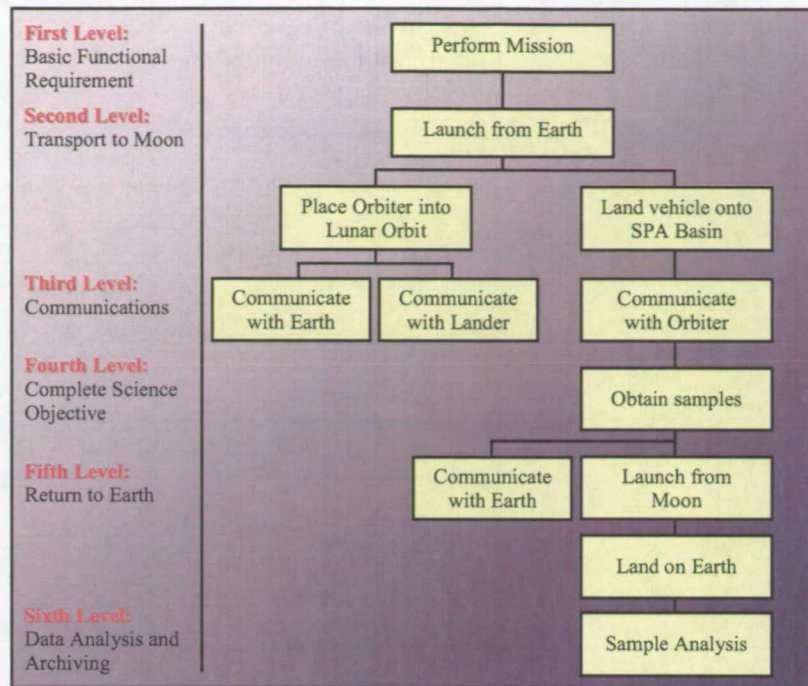 First Level:
Basic Functional
Requirement
Perform Mission
Second Level:
Transport to Moon
Launch from Earth
Place Orbiter into
Lunar Orbit
Land vehicle onto
SPA Basin
Third Level:
Communications
Communicate
with Earth
Communicate
with Lander
Communicate
with Orbiter
Fourth Level:
Complete Science
Objective
Obtain samples
Fifth Level:
Return to Earth
Communicate
with Earth
Launch from
Moon
Land on Earth
Sixth Level:
Data Analysis and
Archiving
Sample Analysis